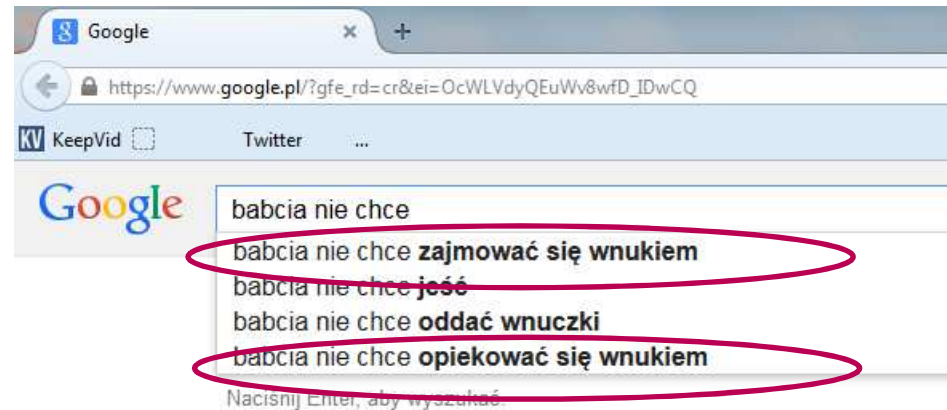 8 Google × +
https://www.google.pl/?gfe_rd=cr&ei=OcWLVdyQEuWv8wfD_IDwCQ
KV KeepVid Twitter ...
Google babcia nie chce
babcia nie chce zajmować się wnukiem
babcia nie chce jeść
babcia nie chce oddać wnuczki
babcia nie chce opiekować się wnukiem
Naciśnij Enter, aby wyszukać.